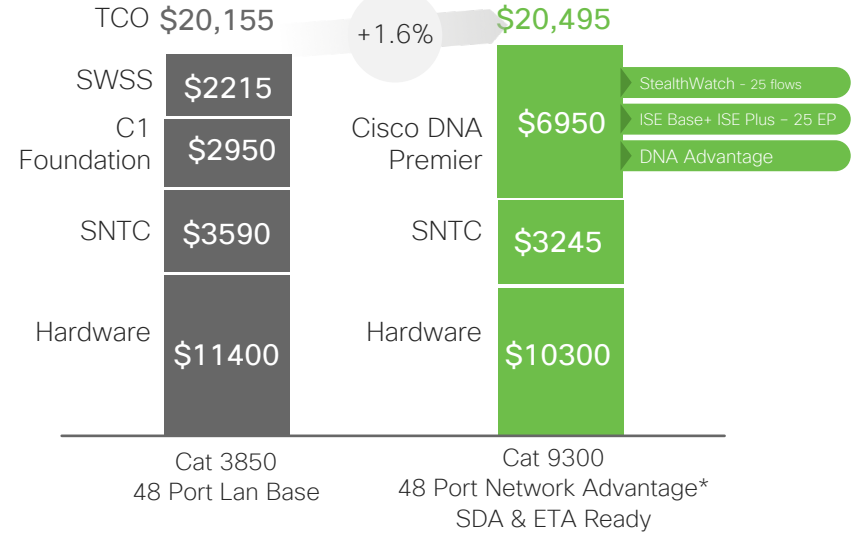 TCO $20,155
+1.6%
$20,495
SWSS
$2215
C1
Foundation
$2950
SNTC
$3590
Hardware
$11400
Cat 3850
48 Port Lan Base
Cisco DNA
Premier
$6950
StealthWatch - 25 flows
ISE Base+ ISE Plus – 25 EP
DNA Advantage
SNTC
$3245
Hardware
$10300
Cat 9300
48 Port Network Advantage*
SDA & ETA Ready